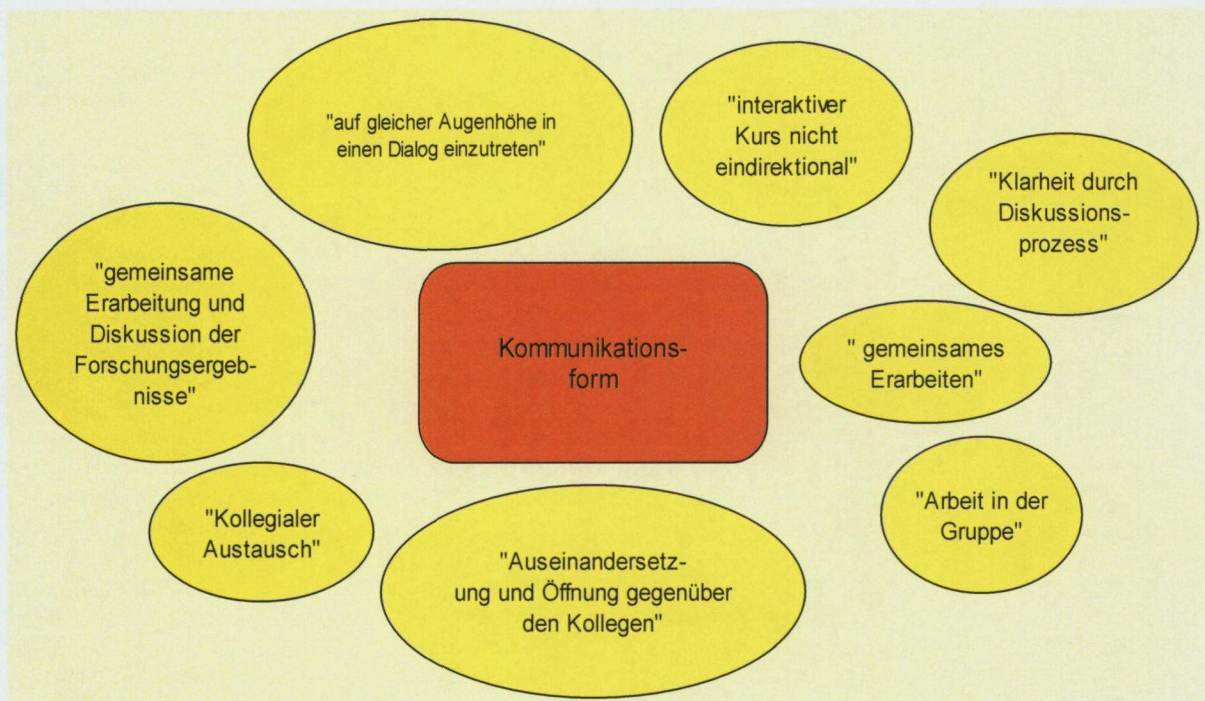 "auf gleicher Augenhöhe in
einen Dialog einzutreten"
"interaktiver
Kurs nicht
eindirektional"
"Klarheit durch
Diskussions-
prozess"
"gemeinsame
Erarbeitung und
Diskussion der
Forschungsergeb-
nisse"
Kommunikations-
form
" gemeinsames
Erarbeiten"
"Kollegialer
Austausch"
"Auseinandersetz-
ung und Öffnung gegenüber
den Kollegen"
"Arbeit in der
Gruppe"